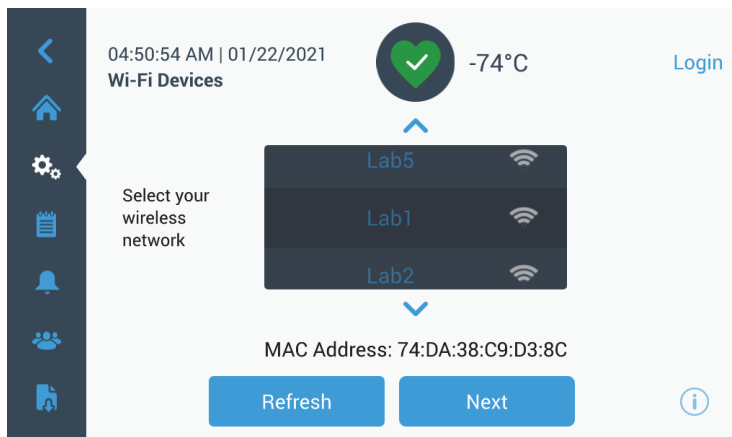 04:50:54 AM | 01/22/2021
Wi-Fi Devices
-74°C
Login
Select your
wireless
network
Lab5
Lab1
Lab2
MAC Address: 74:DA:38:C9:D3:8C
Refresh
Next
i